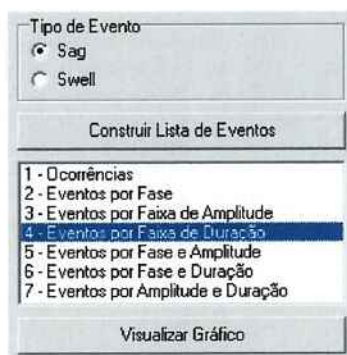 Tipo de Evento
Sag
Swell
Construir Lista de Eventos
1 - Ocorrências
2 - Eventos por Fase
3 - Eventos por Faixa de Amplitude
4 - Eventos por Faixa de Duração
5 - Eventos por Fase e Amplitude
6 - Eventos por Fase e Duração
7 - Eventos por Amplitude e Duração
Visualizar Gráfico